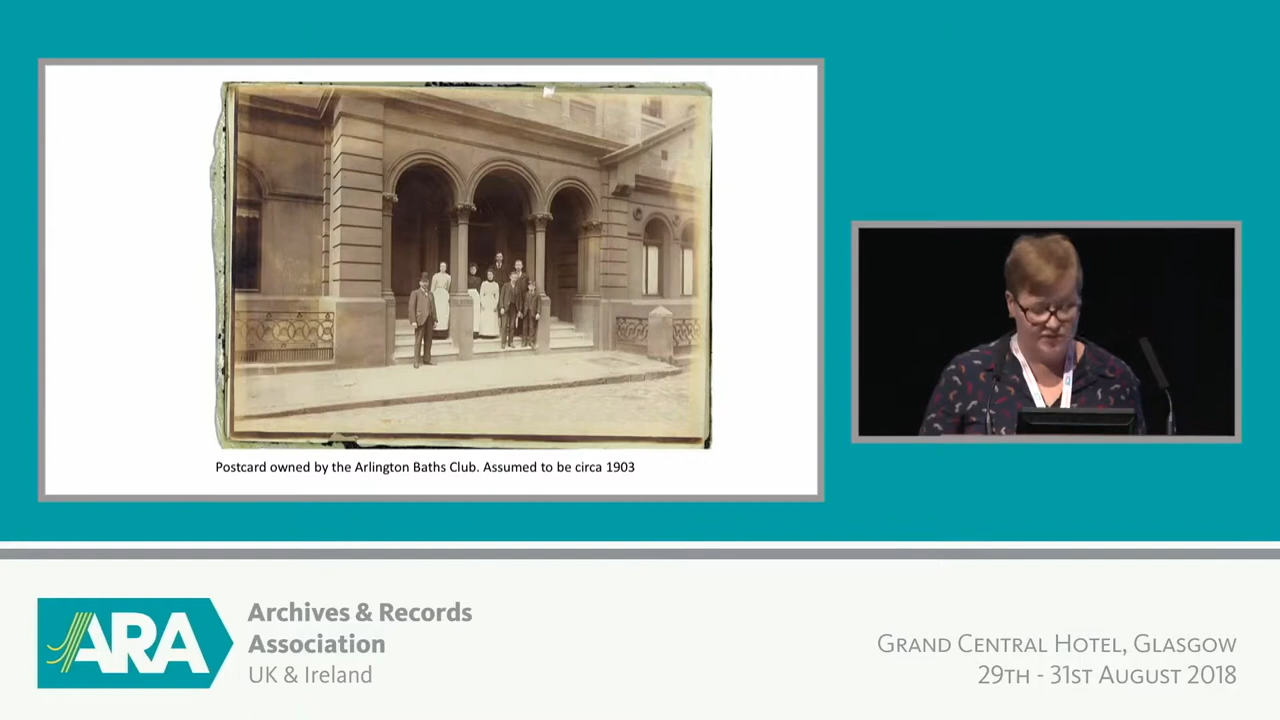 Postcard owned by the Arlington Baths Club. Assumed to be circa 1903
ARA
Archives & Records
Association
UK & Ireland
Grand Central Hotel, Glasgow
29th - 31st August 2018